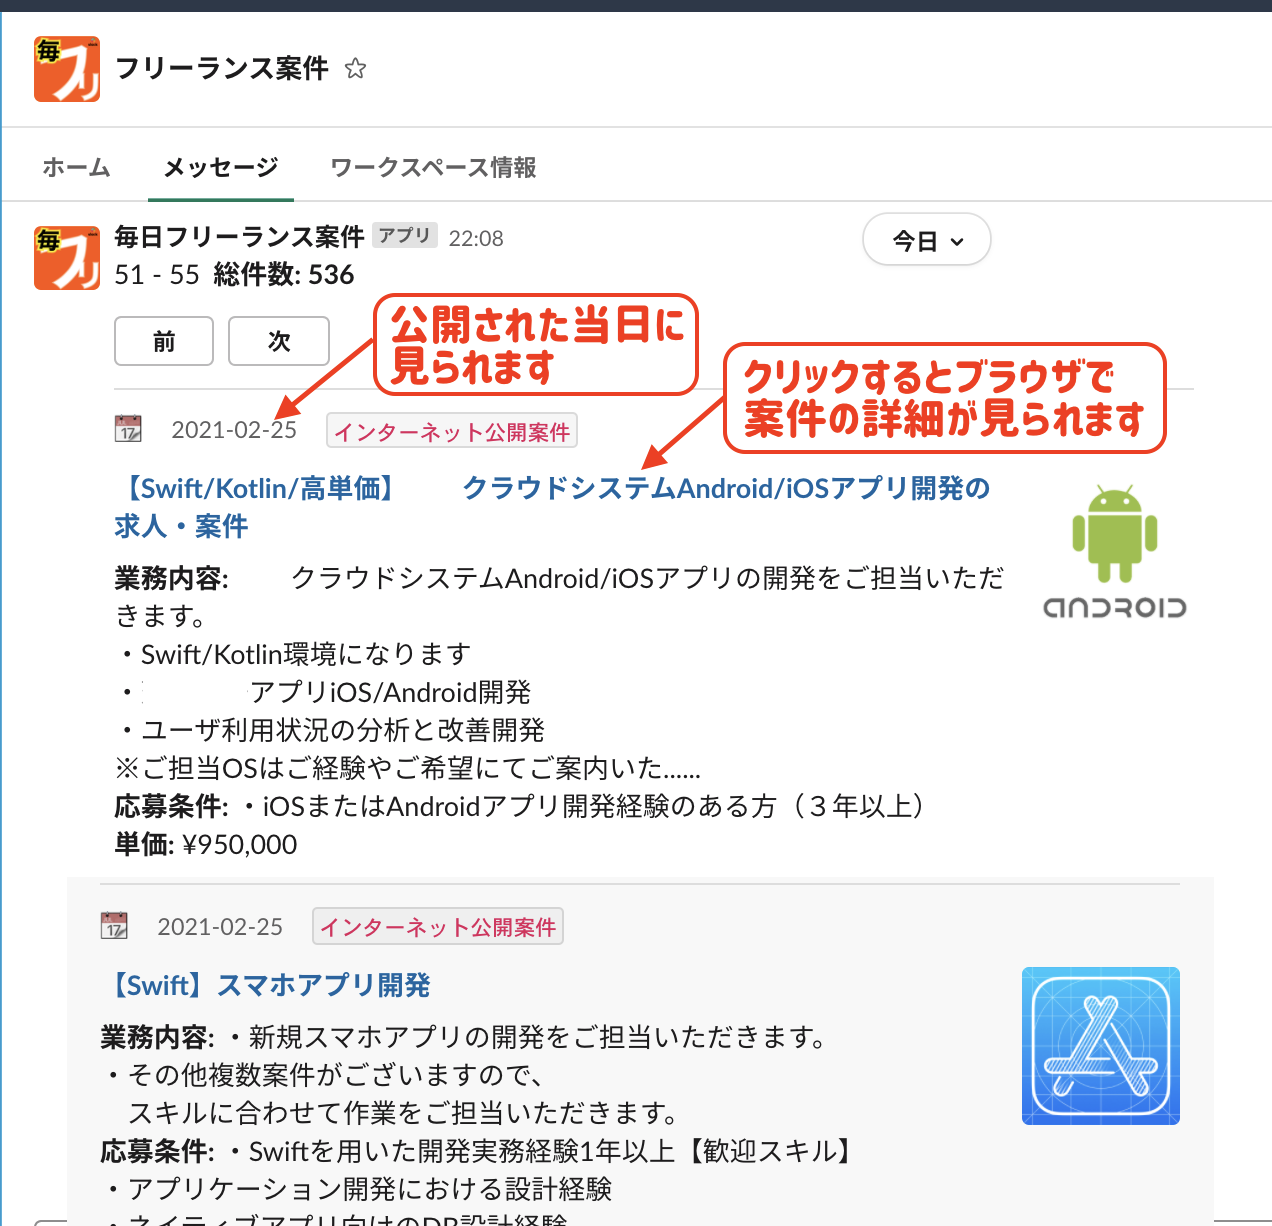 毎フリ
フリーランス案件 ☆
ホーム メッセージ ワークスペース情報
毎フリ
毎日フリーランス案件 アプリ 22:08
今日
51 - 55 総件数: 536
前 次
公開された当日に
見られます
クリックするとブラウザで
案件の詳細が見られます
17 2021-02-25 インターネット公開案件
【Swift/Kotlin/高単価】 クラウドシステムAndroid/iOSアプリ開発の
求人・案件
ANDROID
業務内容: クラウドシステムAndroid/iOSアプリの開発をご担当いただ
きます。
・Swift/Kotlin環境になります
・ アプリiOS/Android開発
・ユーザ利用状況の分析と改善開発
※ご担当OSはご経験やご希望にてご案内いた......
応募条件: ・iOSまたはAndroidアプリ開発経験のある方（３年以上）
単価: ¥950,000
17 2021-02-25 インターネット公開案件
【Swift】スマホアプリ開発
業務内容: ・新規スマホアプリの開発をご担当いただきます。
・その他複数案件がございますので、
スキルに合わせて作業をご担当いただきます。
応募条件: ・Swiftを用いた開発実務経験1年以上【歓迎スキル】
・アプリケーション開発における設計経験
・ネイティブアプリ向けのDB設計経験